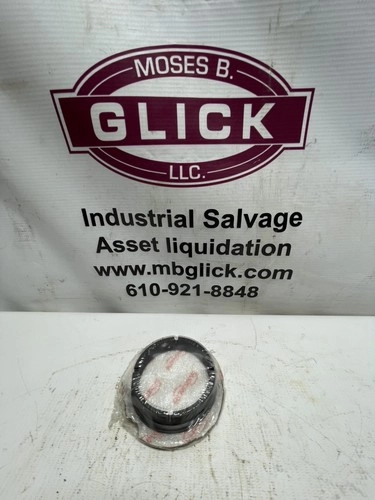 MOSES B.
GLICK
LLC.
Industrial Salvage
Asset liquidation
www.mbglick.com
610-921-8848